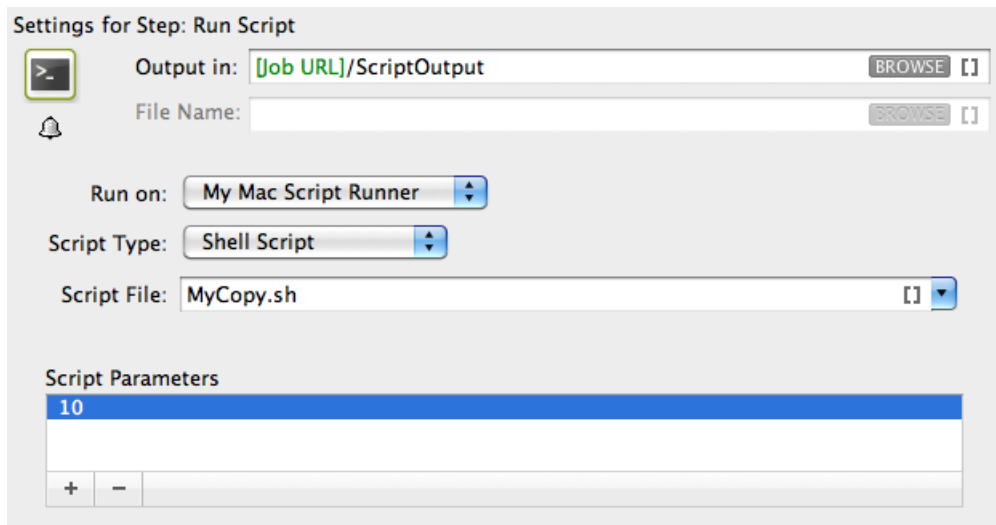 Settings for Step: Run Script
>_
Output in: [Job URL]/ScriptOutput BROWSE []
File Name: BROWSE []
Run on: My Mac Script Runner
Script Type: Shell Script
Script File: MyCopy.sh []
Script Parameters
10
+ −